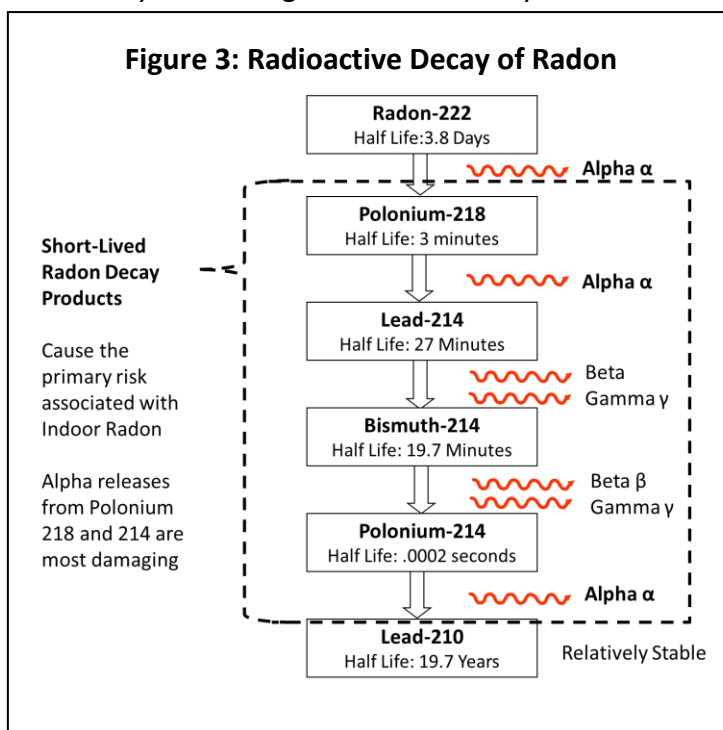 Figure 3: Radioactive Decay of Radon
Radon-222
Half Life:3.8 Days
Alpha α
Polonium-218
Half Life: 3 minutes
Short-Lived
Radon Decay
Products
Alpha α
Lead-214
Half Life: 27 Minutes
Cause the
primary risk
associated with
Indoor Radon
Beta
Gamma γ
Bismuth-214
Half Life: 19.7 Minutes
Alpha releases
from Polonium
218 and 214 are
most damaging
Beta β
Gamma γ
Polonium-214
Half Life: .0002 seconds
Alpha α
Lead-210
Half Life: 19.7 Years
Relatively Stable